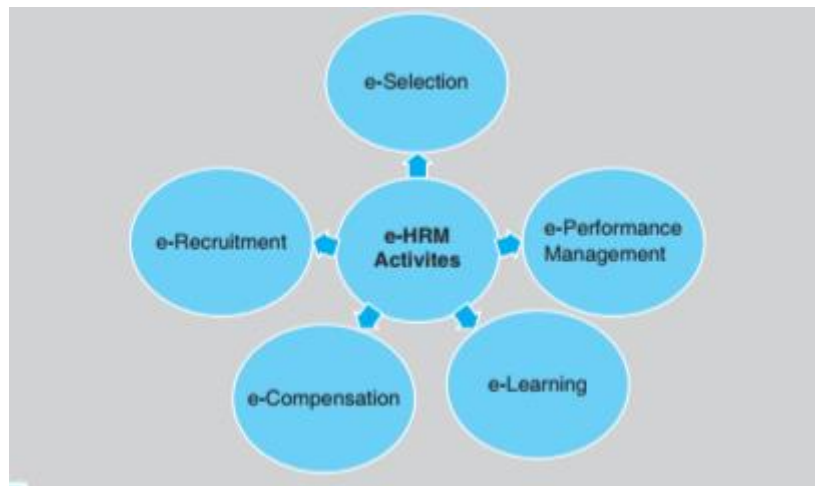 e-Selection
e-Recruitment
e-HRM
Activites
e-Performance
Management
e-Compensation
e-Learning